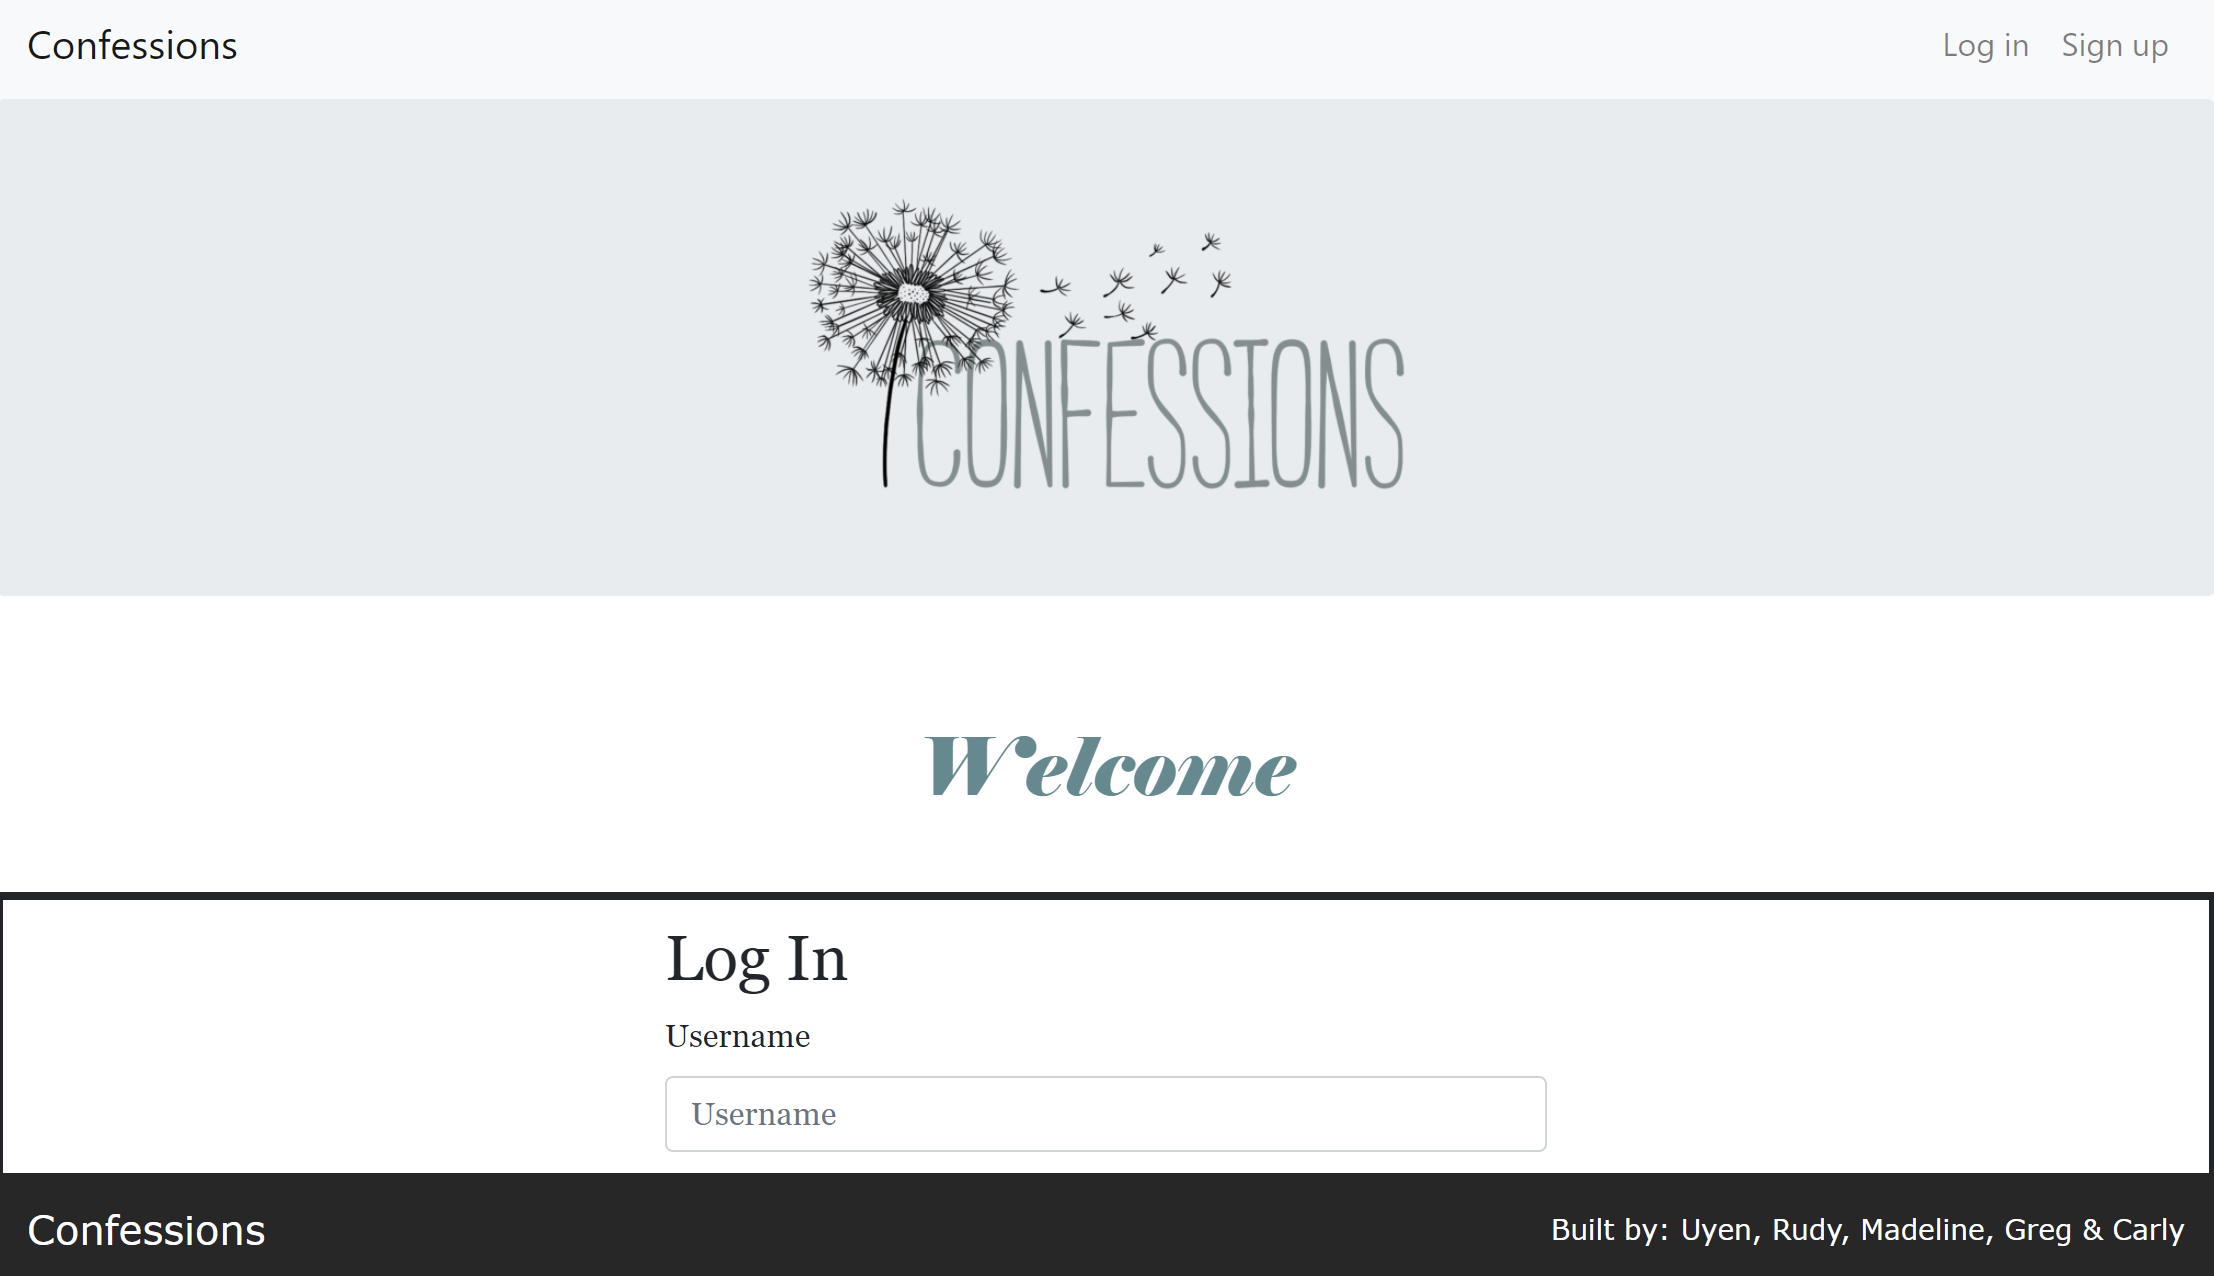 Confessions
Log in Sign up
CONFESSIONS
Welcome
Log In
Username
Username
Confessions
Built by: Uyen, Rudy, Madeline, Greg & Carly